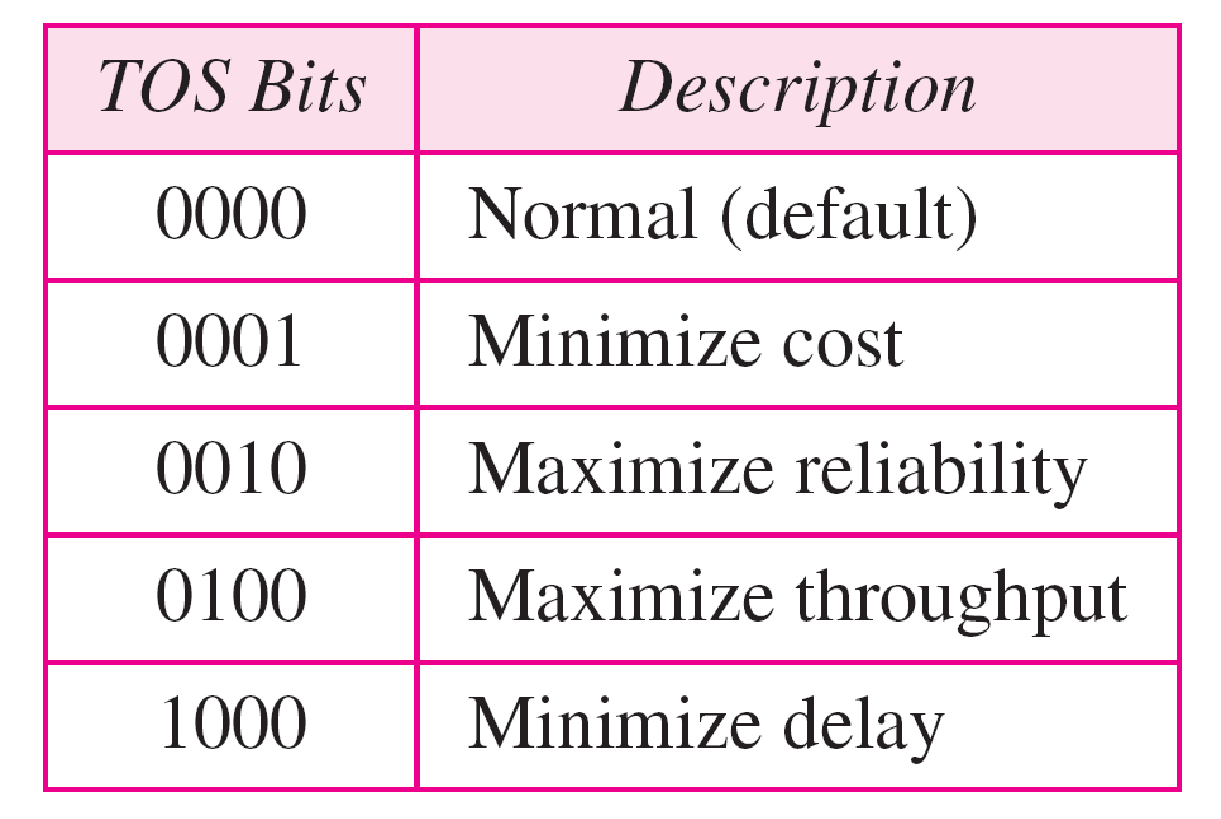 TOS Bits Description
0000 Normal (default)
0001 Minimize cost
0010 Maximize reliability
0100 Maximize throughput
1000 Minimize delay